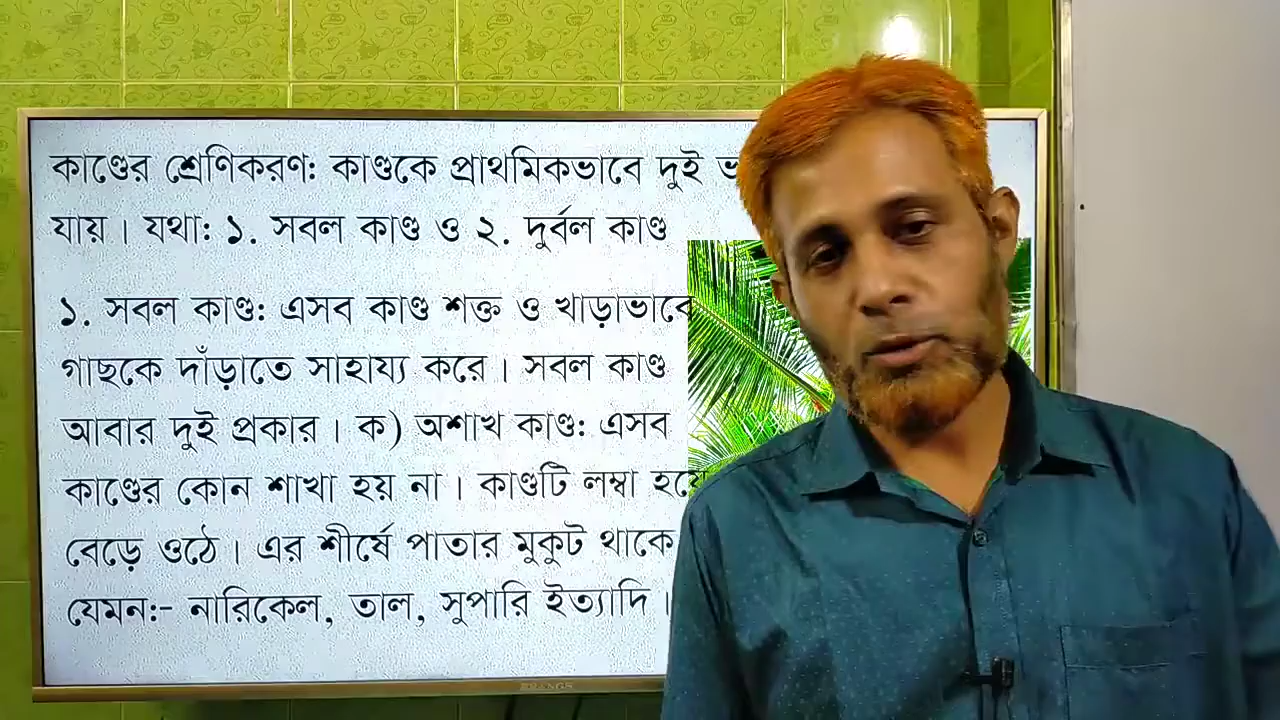 কাণ্ডের শ্রেণিকরণ: কাণ্ডকে প্রাথমিকভাবে দুই
যায়। যথা: ১. সবল কাণ্ড ও ২. দুর্বল কাণ্ড
১. সবল কাণ্ড: এসব কাণ্ড শক্ত ও খাড়াভাবে
গাছকে দাঁড়াতে সাহায্য করে। সবল কাণ্ড
আবার দুই প্রকার। ক) অশাখ কাণ্ড: এসব
কাণ্ডের কোন শাখা হয় না। কাণ্ডটি লম্বা হয়ে
বেড়ে ওঠে। এর শীর্ষে পাতার মুকুট থাকে
যেমন:- নারিকেল, তাল, সুপারি ইত্যাদি।